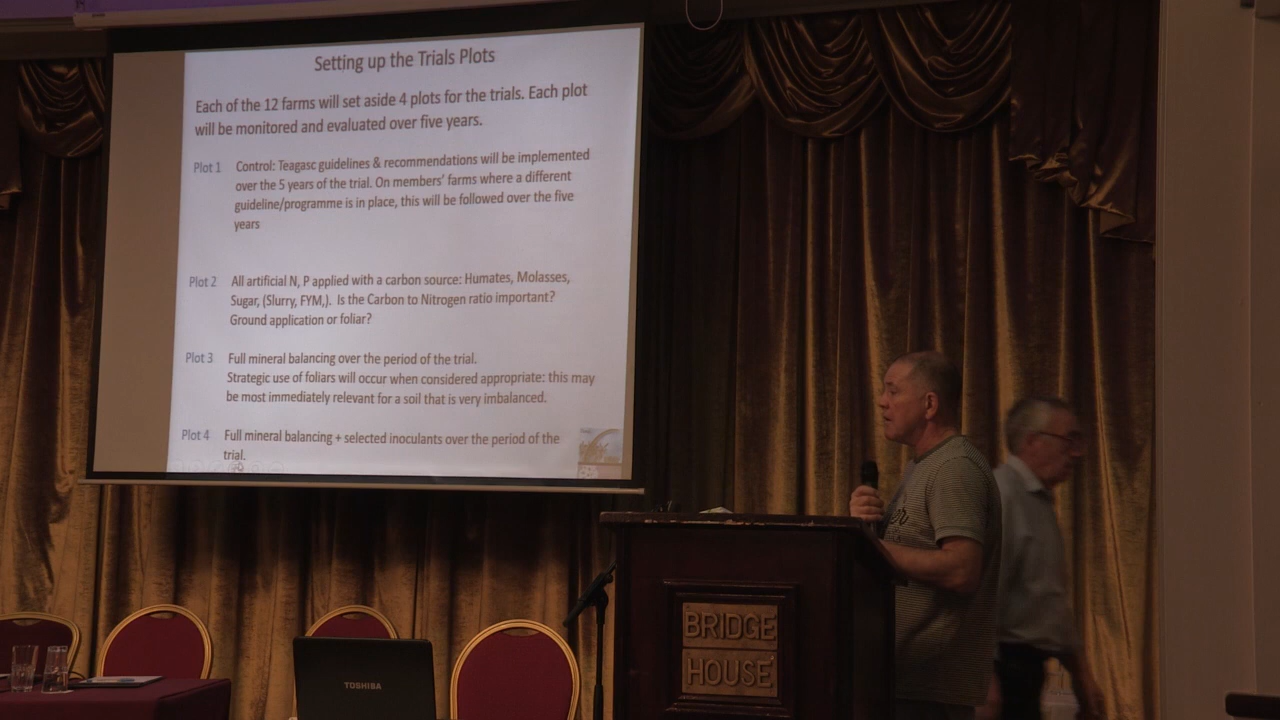 Setting up the Trials Plots
Each of the 12 farms will set aside 4 plots for the trials. Each plot
will be monitored and evaluated over five years.
Plot 1 Control: Teagasc guidelines & recommendations will be implemented
over the 5 years of the trial. On members' farms where a different
guideline/programme is in place, this will be followed over the five
years
Plot 2 All artificial N, P applied with a carbon source: Humates, Molasses,
Sugar, (Slurry, FYM,). Is the Carbon to Nitrogen ratio important?
Ground application or foliar?
Plot 3 Full mineral balancing over the period of the trial.
Strategic use of foliars will occur when considered appropriate: this may
be most immediately relevant for a soil that is very imbalanced.
Plot 4 Full mineral balancing + selected inoculants over the period of the
trial.
BRIDGE
HOUSE
TOSHIBA